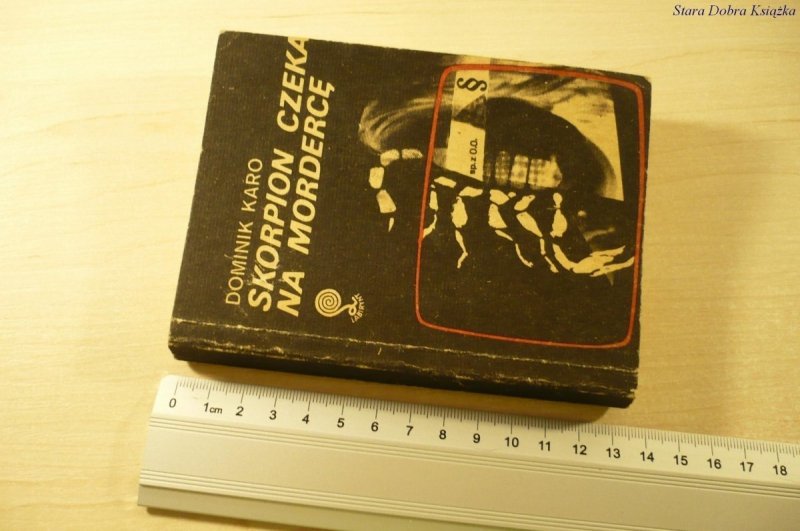 Stara Dobra Książka
DOMINIK KARO
SKORPION CZEKA
NA MORDERCĘ
LABIRYNT
§
sp. z O.O.
0 1cm 2 3 4 5 6 7 8 9 10 11 12 13 14 15 16 17 18